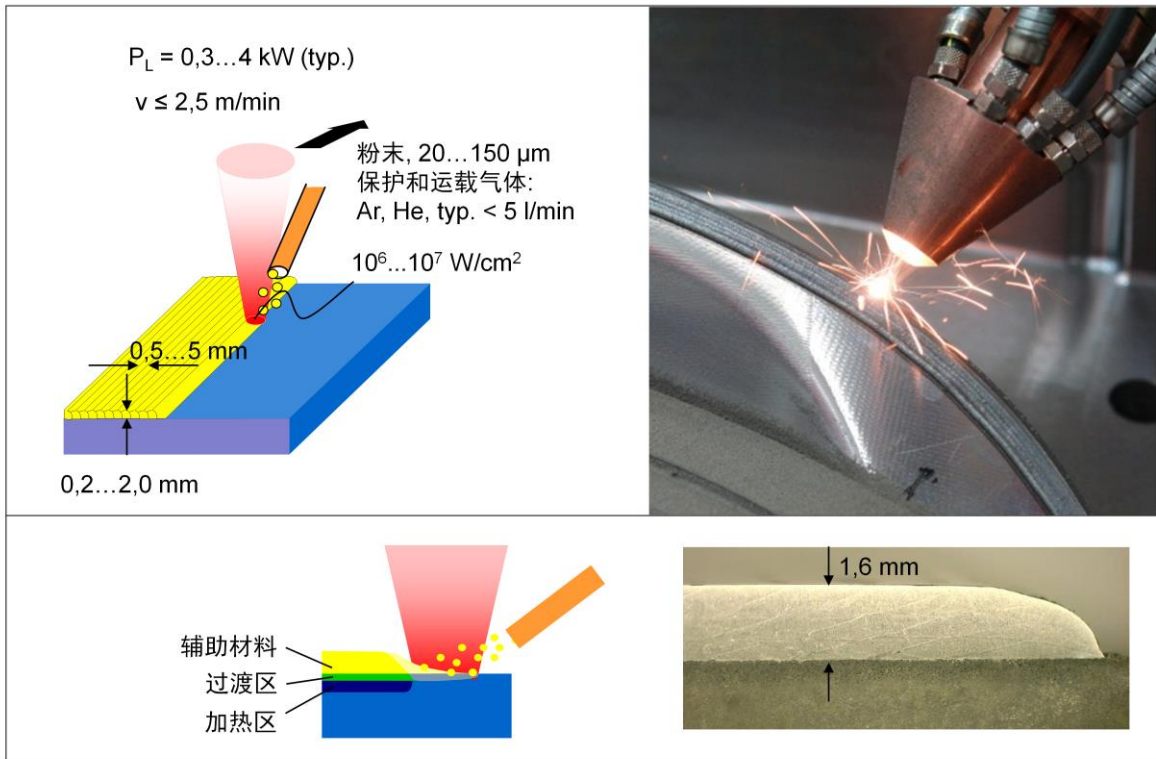 P_L = 0,3…4 kW (typ.)
v ≤ 2,5 m/min
粉末, 20…150 µm
保护和运载气体:
Ar, He, typ. < 5 l/min
10⁶...10⁷ W/cm²
0,5…5 mm
0,2…2,0 mm
辅助材料
过渡区
加热区
1,6 mm